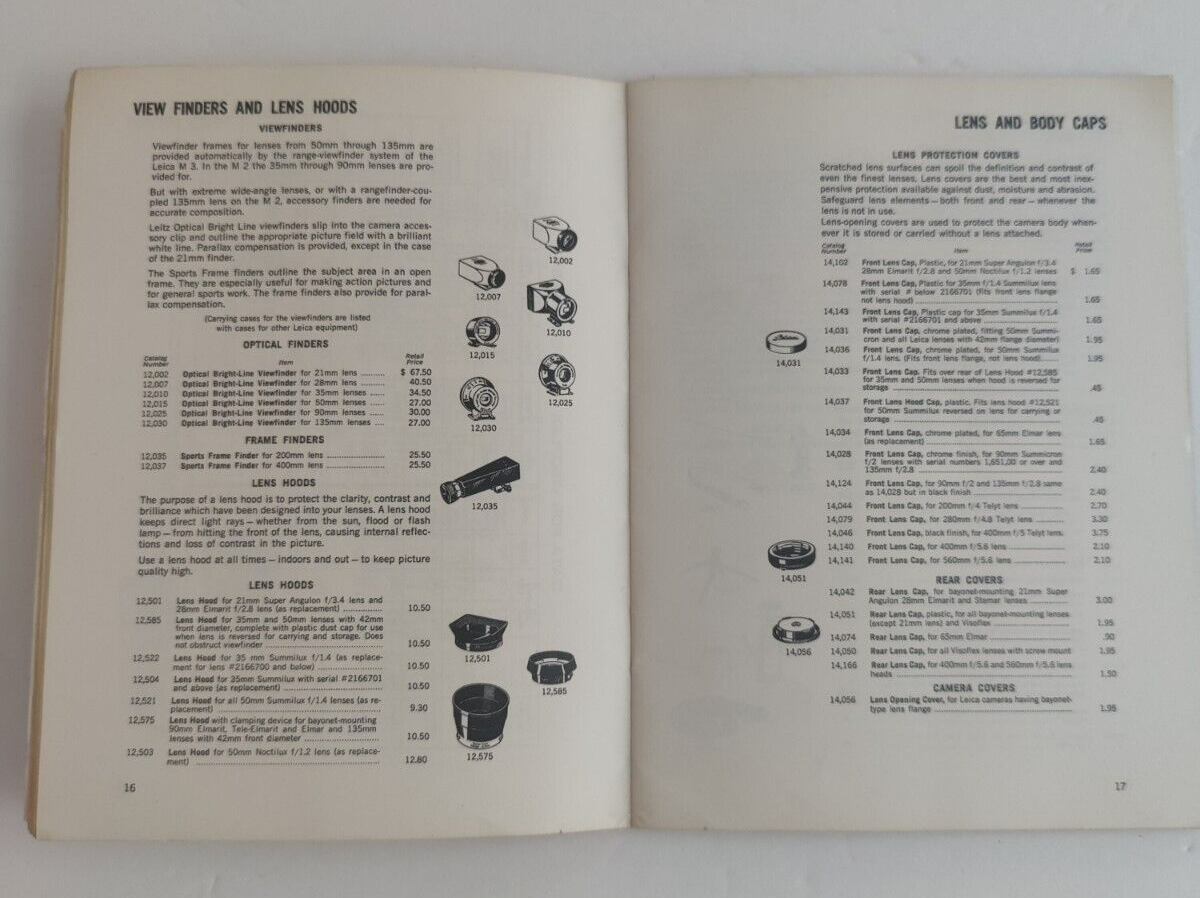 VIEW FINDERS AND LENS HOODS
VIEWFINDERS
Viewfinder frames for lenses from 50mm through 135mm are
provided automatically by the range-viewfinder system of the
Leica M 3. In the M 2 the 35mm through 90mm lenses are pro-
vided for.
But with extreme wide-angle lenses, or with a rangefinder-cou-
pled 135mm lens on the M 2, accessory finders are needed for
accurate composition.
Leitz Optical Bright Line viewfinders slip into the camera acces-
sory clip and outline the appropriate picture field with a brilliant
white line. Parallax compensation is provided, except in the case
of the 21mm finder.
The Sports Frame finders outline the subject area in an open
frame. They are especially useful for making action pictures and
for general sports work. The frame finders also provide for paral-
lax compensation.
(Carrying cases for the viewfinders are listed
with cases for other Leica equipment)
OPTICAL FINDERS
Catalog Number Item Retail Price
12,002 Optical Bright-Line Viewfinder for 21mm lens .......... $ 67.50
12,007 Optical Bright-Line Viewfinder for 28mm lens .......... 40.50
12,010 Optical Bright-Line Viewfinder for 35mm lenses ...... 34.50
12,015 Optical Bright-Line Viewfinder for 50mm lenses ...... 27.00
12,025 Optical Bright-Line Viewfinder for 90mm lenses ...... 30.00
12,030 Optical Bright-Line Viewfinder for 135mm lenses .... 27.00
FRAME FINDERS
12,035 Sports Frame Finder for 200mm lens .................... 25.50
12,037 Sports Frame Finder for 400mm lens .................... 25.50
LENS HOODS
The purpose of a lens hood is to protect the clarity, contrast and
brilliance which have been designed into your lenses. A lens hood
keeps direct light rays — whether from the sun, flood or flash
lamp — from hitting the front of the lens, causing internal reflec-
tions and loss of contrast in the picture.
Use a lens hood at all times — indoors and out — to keep picture
quality high.
LENS HOODS
12,501 Lens Hood for 21mm Super Angulon f/3.4 lens and
28mm Elmarit f/2.8 lens (as replacement) .................. 10.50
12,585 Lens Hood for 35mm and 50mm lenses with 42mm
front diameter, complete with plastic dust cap for use
when lens is reversed for carrying and storage. Does
not obstruct viewfinder .................. 10.50
12,522 Lens Hood for 35 mm Summilux f/1.4 (as replace-
ment for lens #2166700 and below) .................. 10.50
12,504 Lens Hood for 35mm Summilux with serial #2166701
and above (as replacement) .................. 10.50
12,521 Lens Hood for all 50mm Summilux f/1.4 lenses (as re-
placement) .................. 9.30
12,575 Lens Hood with clamping device for bayonet-mounting
90mm Elmarit, Tele-Elmarit and Elmar and 135mm
lenses with 42mm front diameter .................. 10.50
12,503 Lens Hood for 50mm Noctilux f/1.2 lens (as replace-
ment) .................. 12.80
12,002
12,007
12,010
12,015
12,025
12,030
12,035
12,501
12,585
12,575
16
LENS AND BODY CAPS
LENS PROTECTION COVERS
Scratched lens surfaces can spoil the definition and contrast of
even the finest lenses. Lens covers are the best and most inex-
pensive protection available against dust, moisture and abrasion.
Safeguard lens elements — both front and rear — whenever the
lens is not in use.
Lens-opening covers are used to protect the camera body when-
ever it is stored or carried without a lens attached.
Catalog Number Item Retail Price
14,102 Front Lens Cap, Plastic, for 21mm Super Angulon f/3.4
28mm Elmarit f/2.8 and 50mm Noctilux f/1.2 lenses $ 1.65
14,078 Front Lens Cap, Plastic for 35mm f/1.4 Summilux lens
with serial # below 2166701 (fits front lens flange
not lens hood) .................. 1.65
14,143 Front Lens Cap, Plastic cap for 35mm Summilux f/1.4
with serial #2166701 and above .................. 1.65
14,031 Front Lens Cap, chrome plated, fitting 50mm Summi-
cron and all Leica lenses with 42mm flange diameter) 1.95
14,036 Front Lens Cap, chrome plated, for 50mm Summilux
f/1.4 lens. (Fits front lens flange, not lens hood) ...... 1.95
14,033 Front Lens Cap. Fits over rear of Lens Hood #12,585
for 35mm and 50mm lenses when hood is reversed for
storage .................. .45
14,037 Front Lens Hood Cap, plastic. Fits lens hood #12,521
for 50mm Summilux reversed on lens for carrying or
storage .................. .45
14,034 Front Lens Cap, chrome plated, for 65mm Elmar lens
(as replacement) .................. 1.65
14,028 Front Lens Cap, chrome finish, for 90mm Summicron
f/2 lenses with serial numbers 1,651,00 or over and
135mm f/2.8 .................. 2.40
14,124 Front Lens Cap, for 90mm f/2 and 135mm f/2.8 same
as 14,028 but in black finish .................. 2.40
14,044 Front Lens Cap, for 200mm f/4 Telyt lens .......... 2.70
14,079 Front Lens Cap, for 280mm f/4.8 Telyt lens .......... 3.30
14,046 Front Lens Cap, black finish, for 400mm f/5 Telyt lens. 3.75
14,140 Front Lens Cap, for 400mm f/5.6 lens .................. 2.10
14,141 Front Lens Cap, for 560mm f/5.6 lens .................. 2.10
REAR COVERS
14,042 Rear Lens Cap, for bayonet-mounting 21mm Super
Angulon 28mm Elmarit and Stemar lenses .......... 3.00
14,051 Rear Lens Cap, plastic, for all bayonet-mounting lenses
(except 21mm lens) and Visoflex .................. 1.95
14,074 Rear Lens Cap, for 65mm Elmar .................. .90
14,050 Rear Lens Cap, for all Visoflex lenses with screw mount 1.95
14,166 Rear Lens Cap, for 400mm f/5.6 and 560mm f/5.6 lens
heads .................. 1.50
CAMERA COVERS
14,056 Lens Opening Cover, for Leica cameras having bayonet-
type lens flange .................. 1.95
14,031
14,051
14,056
17